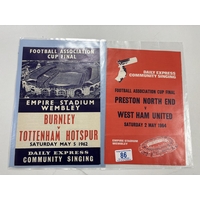 FOOTBALL ASSOCIATION
CUP FINAL
EMPIRE STADIUM
WEMBLEY
BURNLEY
v
TOTTENHAM HOTSPUR
SATURDAY MAY 5 1962
DAILY EXPRESS
COMMUNITY SINGING
DAILY EXPRESS
COMMUNITY SINGING
FOOTBALL ASSOCIATION CUP FINAL
PRESTON NORTH END
v
WEST HAM UNITED
SATURDAY 2 MAY 1964
86
EMPIRE STADIUM
WEMBLEY